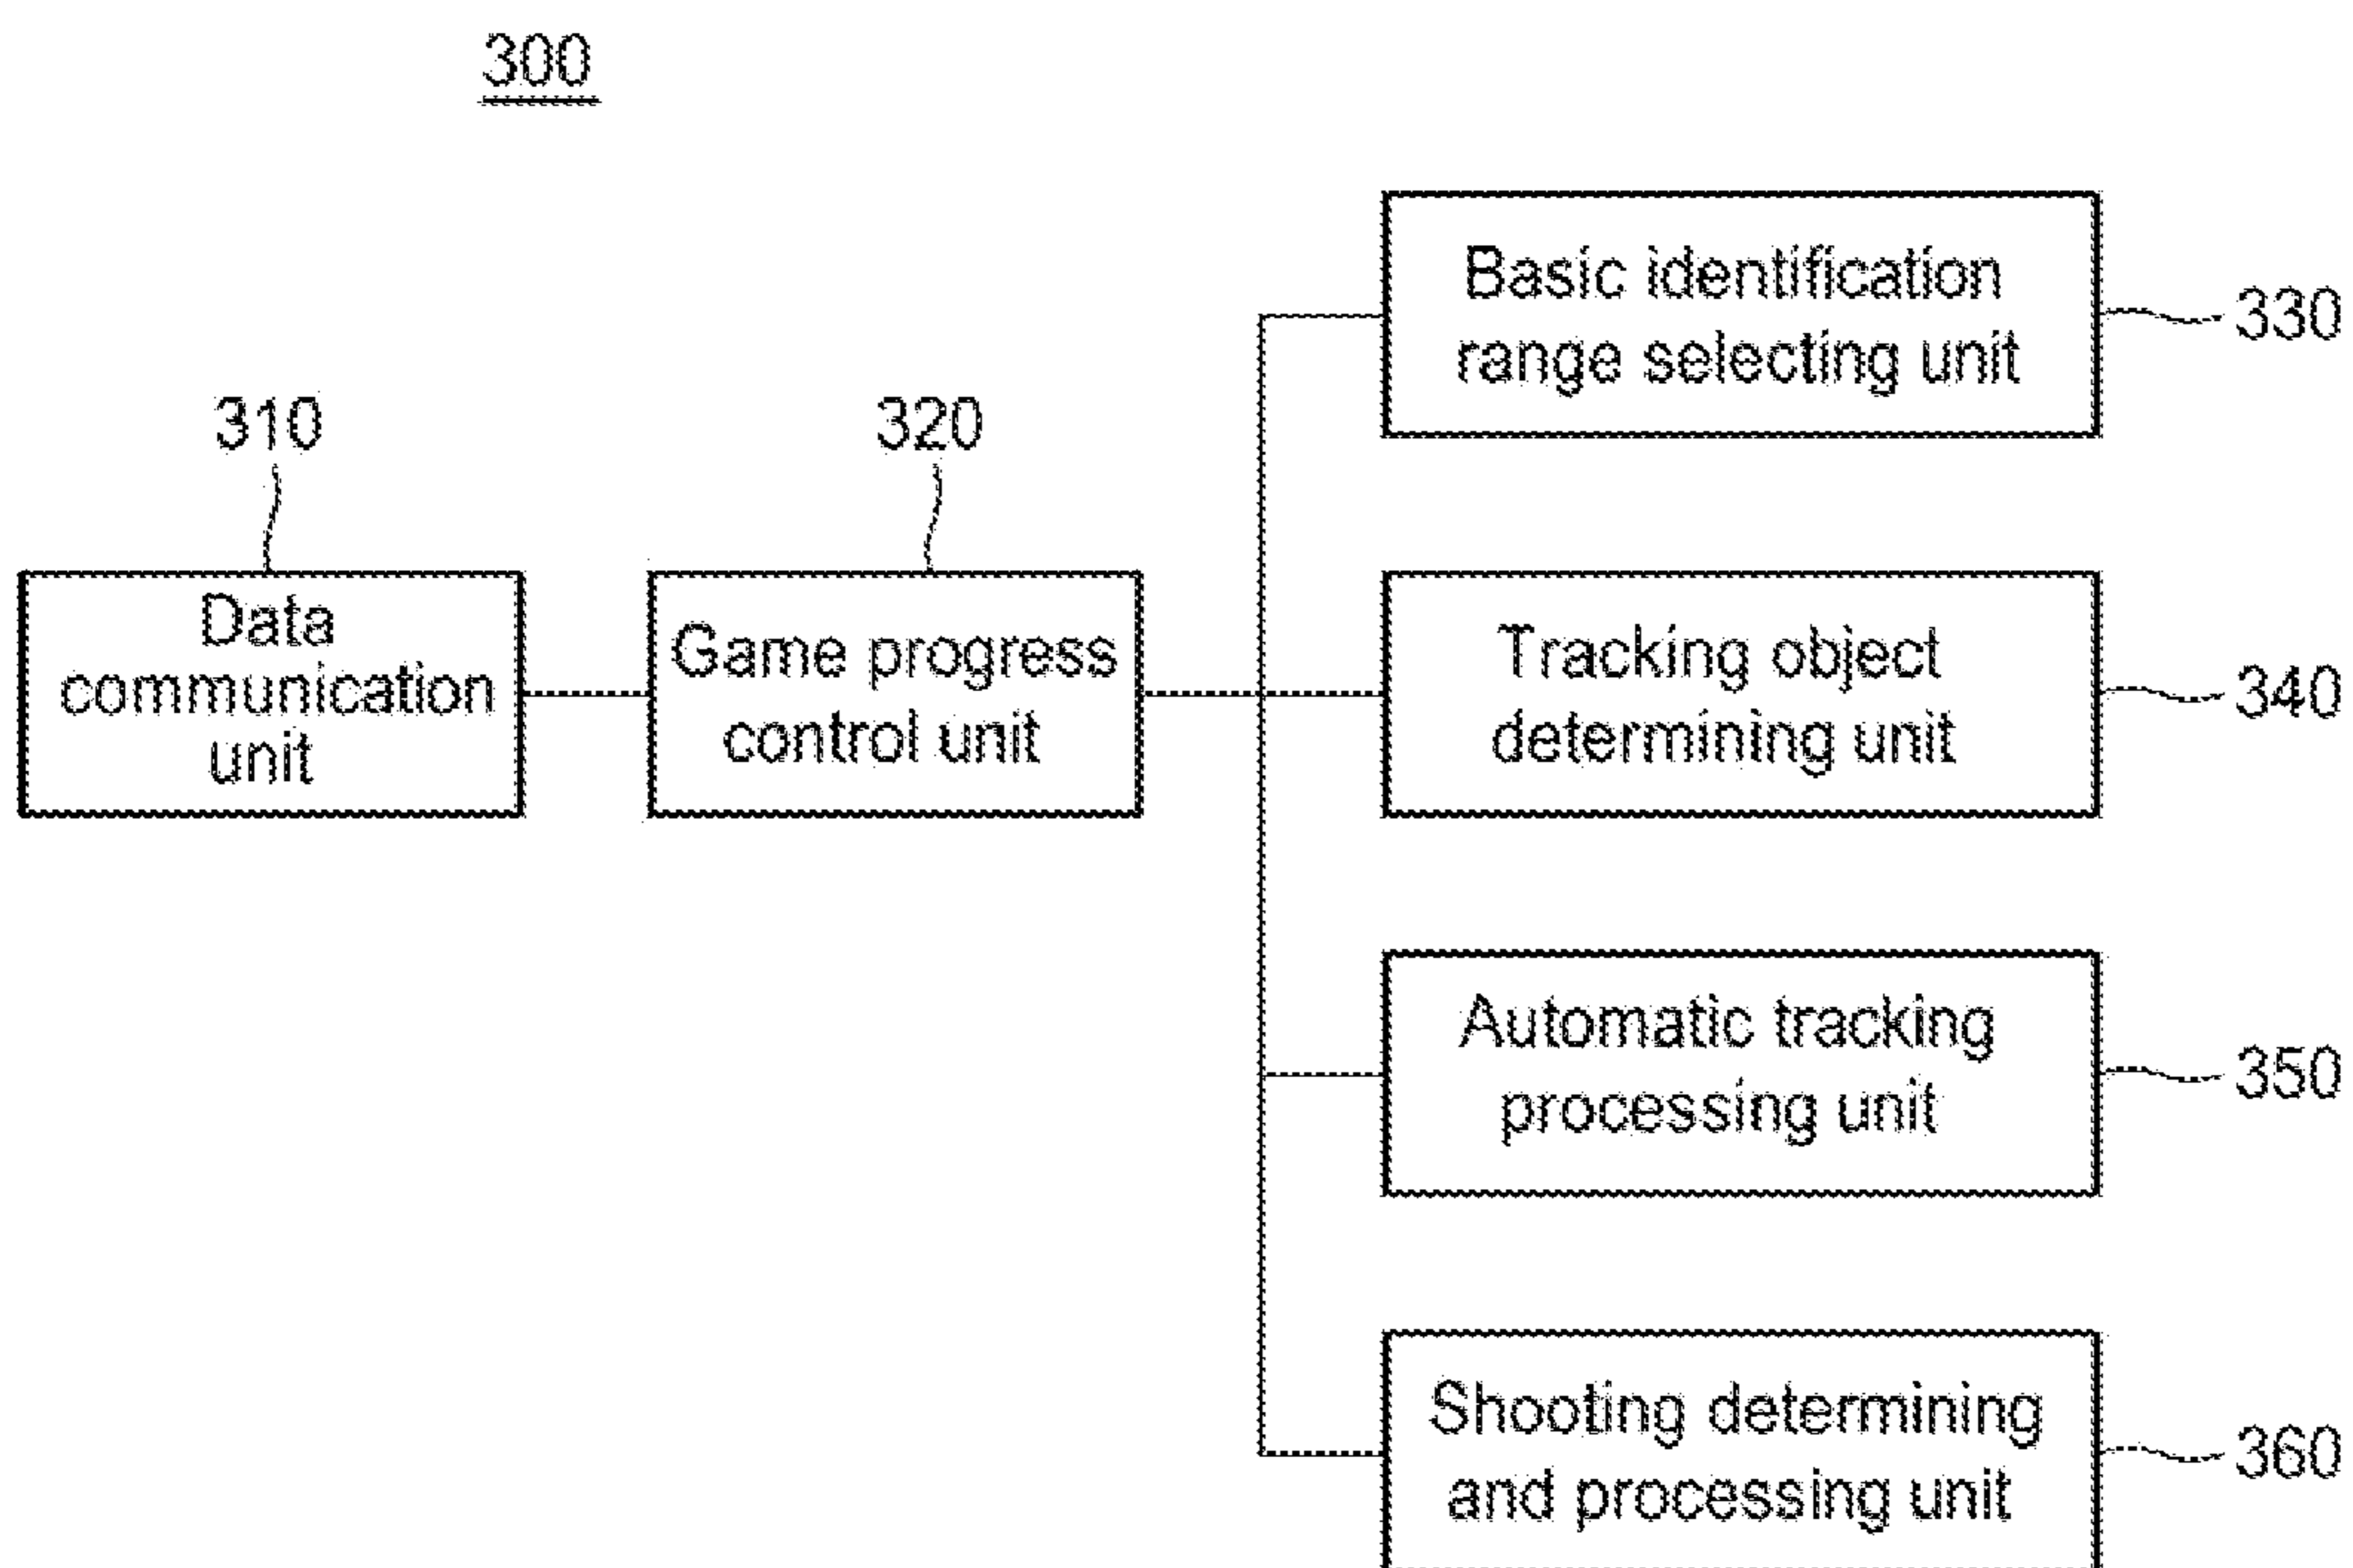 300
310
320
Data
communication
unit
Game progress
control unit
Basic identification
range selecting unit
330
Tracking object
determining unit
340
Automatic tracking
processing unit
350
Shooting determining
and processing unit
360